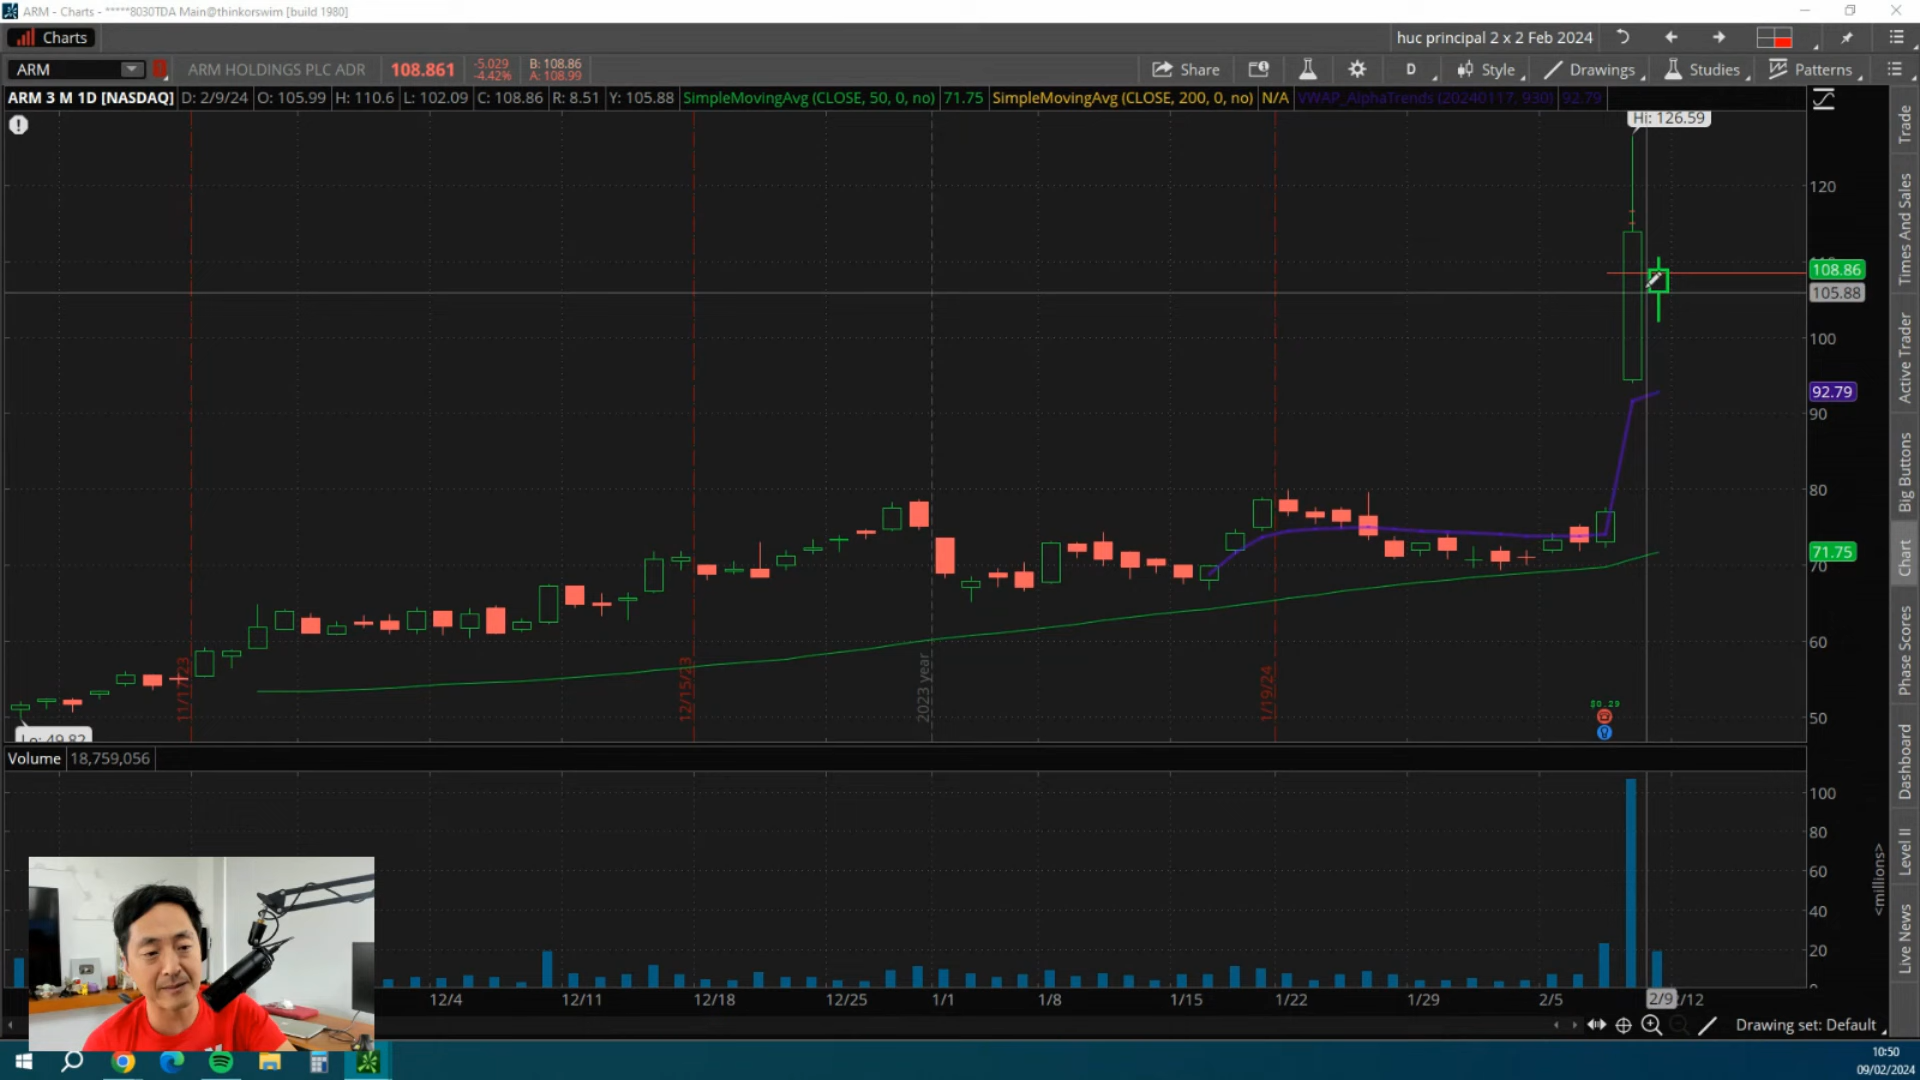 ARM - Charts - *****8030TDA Main@thinkorswim [build 1980]
Charts
huc principal 2 x 2 Feb 2024
ARM
ARM HOLDINGS PLC ADR
108.861
-5.029
-4.42%
B: 108.86
A: 108.99
Share
D
Style
Drawings
Studies
Patterns
ARM 3 M 1D [NASDAQ] D: 2/9/24 O: 105.99 H: 110.6 L: 102.09 C: 108.86 R: 8.51 Y: 105.88 SimpleMovingAvg (CLOSE, 50, 0, no) 71.75 SimpleMovingAvg (CLOSE, 200, 0, no) N/A VWAP_AlphaTrends (20240117, 930) 92.79
Hi: 126.59
120
108.86
105.88
100
92.79
90
80
71.75
70
60
50
11/17/23
12/15/23
2023 year
1/19/24
$0.29
Lo: 49.82
Volume 18,759,056
100
80
60
40
20
0
<millions>
12/4 12/11 12/18 12/25 1/1 1/8 1/15 1/22 1/29 2/5 2/9 /12
Drawing set: Default
Trade
Times And Sales
Active Trader
Big Buttons
Chart
Phase Scores
Dashboard
Level II
Live News
10:50
09/02/2024